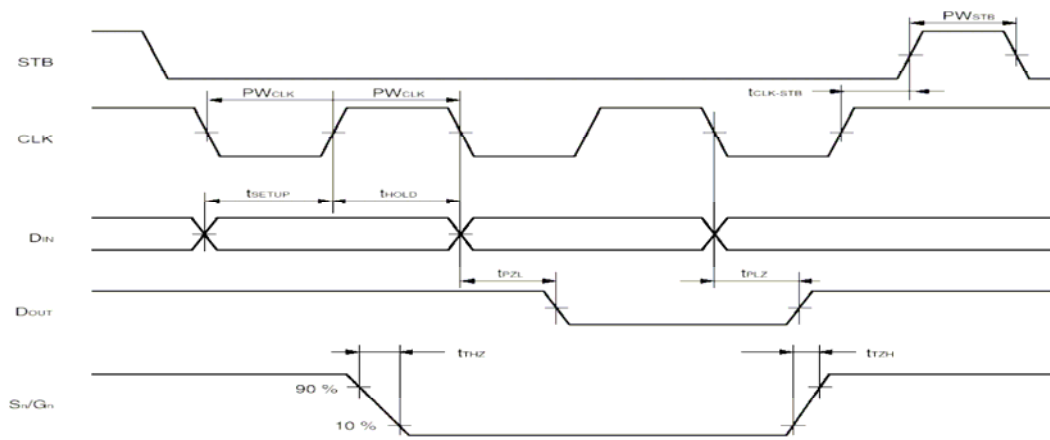 PWSTB
STB
PWCLK PWCLK
tCLK-STB
CLK
tSETUP tHOLD
DIN
tPZL tPLZ
DOUT
tTHZ tTZH
90 %
Sn/Gn
10 %